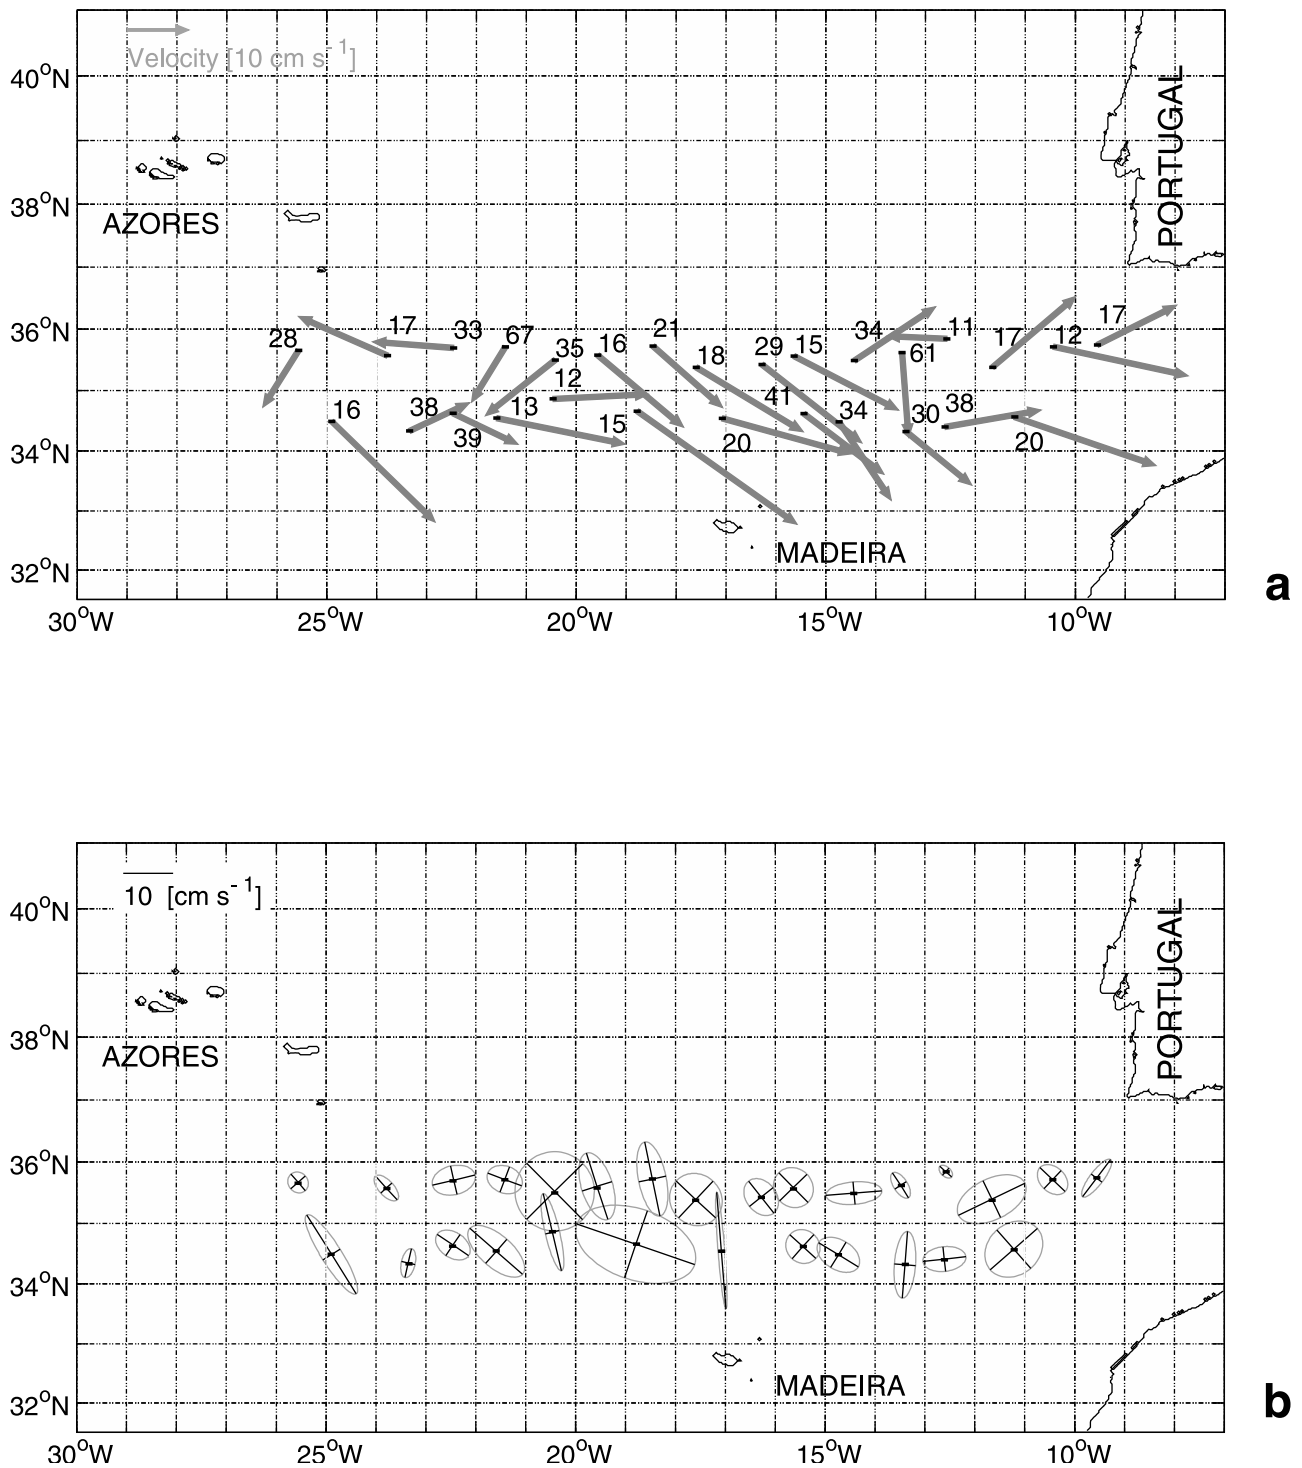 Velocity [10 cm s⁻¹]
40°N
PORTUGAL
38°N
AZORES
36°N
28
17
33
67
35
16
21
18
29
15
34
11
61
17
12
17
16
38
39
13
12
15
20
41
34
30
38
20
34°N
MADEIRA
32°N
30°W 25°W 20°W 15°W 10°W
a
10 [cm s⁻¹]
40°N
PORTUGAL
38°N
AZORES
36°N
34°N
MADEIRA
32°N
30°W 25°W 20°W 15°W 10°W
b